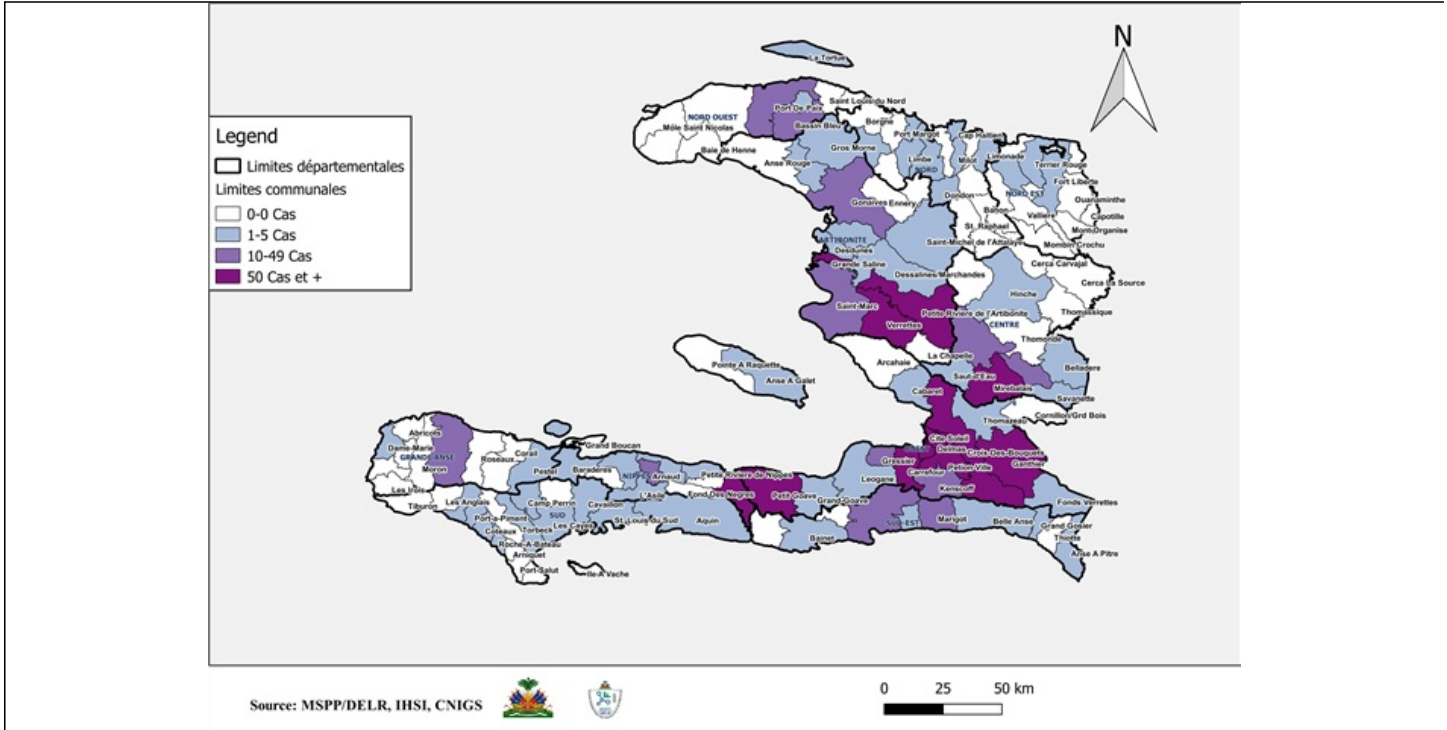 N
La Tortue
Saint Louis du Nord
Port De Paix
NORD OUEST
Borgne
Môle Saint Nicolas
Bassin Bleu
Port Margot
Cap Haïtien
Baie de Henne
Gros Morne
Limbe
Milot
Limonade
Anse Rouge
NORD
Terrier Rouge
Fort Liberte
NORD EST
Dondon
Ouanaminthe
Gonaives
Ennery
Bahon
Valliere
Capotille
St. Raphael
Mont-Organise
ARTIBONITE
Saint-Michel de l'Attalaye
Mombin Crochu
Desdunes
Grande Saline
Cerca Carvajal
Dessalines/Marchandes
Cerca La Source
Hinche
Saint-Marc
Petite Riviere de l'Artibonite
Thomassique
Verrettes
CENTRE
Thomonde
La Chapelle
Arcahaie
Pointe A Raquette
Belladere
Anse A Galet
Saut-d'Eau
Mirebalais
Cabaret
Savanette
Cornillon/Grd Bois
Thomazeau
Abricots
Grand Boucan
Cite Soleil
Dame-Marie
Corail
Delmas
Croix-Des-Bouquets
GRANDE ANSE
Roseaux
Gressier
Ganthier
Moron
Pestel
Baradères
NIPPES
Arnaud
Petite Riviere de Nippes
Leogane
Carrefour
Petion-Ville
Les Irois
Kenscoff
Tiburon
Les Anglais
Camp Perrin
Cavaillon
L'Asile
Fond Des Negres
Petit Goave
Grand Goave
Fonds Verrettes
Port-a-Piment
SUD
St. Louis du Sud
Aquin
SUD-EST
Marigot
Belle Anse
Grand Gosier
Coteaux
Torbeck
Les Cayes
Bainet
Thiotte
Roche-A-Bateau
Arniquet
Anse A Pitre
Port-Salut
Ile-A Vache
Legend
Limites départementales
Limites communales
0-0 Cas
1-5 Cas
10-49 Cas
50 Cas et +
Source: MSPP/DELR, IHSI, CNIGS
0 25 50 km